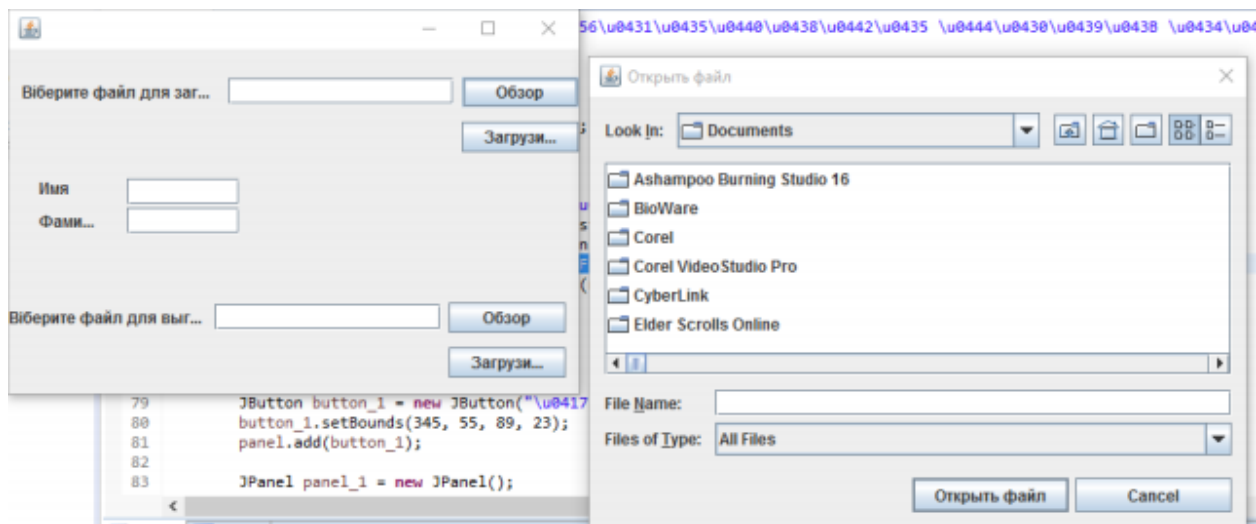 56\u0431\u0435\u0440\u0438\u0442\u0435 \u0444\u0430\u0439\u043B \u0434\u04
Віберите файл для заг...
Обзор
Загрузи...
Имя
Фами...
Віберите файл для выг...
Обзор
Загрузи...
Открыть файл
Look In:
Documents
Ashampoo Burning Studio 16
BioWare
Corel
Corel VideoStudio Pro
CyberLink
Elder Scrolls Online
File Name:
Files of Type:
All Files
Открыть файл
Cancel
79 JButton button_1 = new JButton("\u0417
80 button_1.setBounds(345, 55, 89, 23);
81 panel.add(button_1);
82
83 JPanel panel_1 = new JPanel();